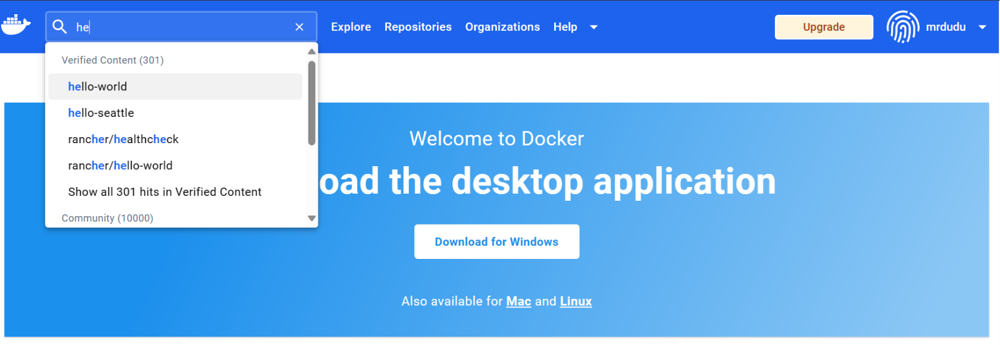 he
Explore Repositories Organizations Help
Upgrade
mrdudu
Verified Content (301)
hello-world
hello-seattle
rancher/healthcheck
rancher/hello-world
Show all 301 hits in Verified Content
Community (10000)
Welcome to Docker
oad the desktop application
Download for Windows
Also available for Mac and Linux